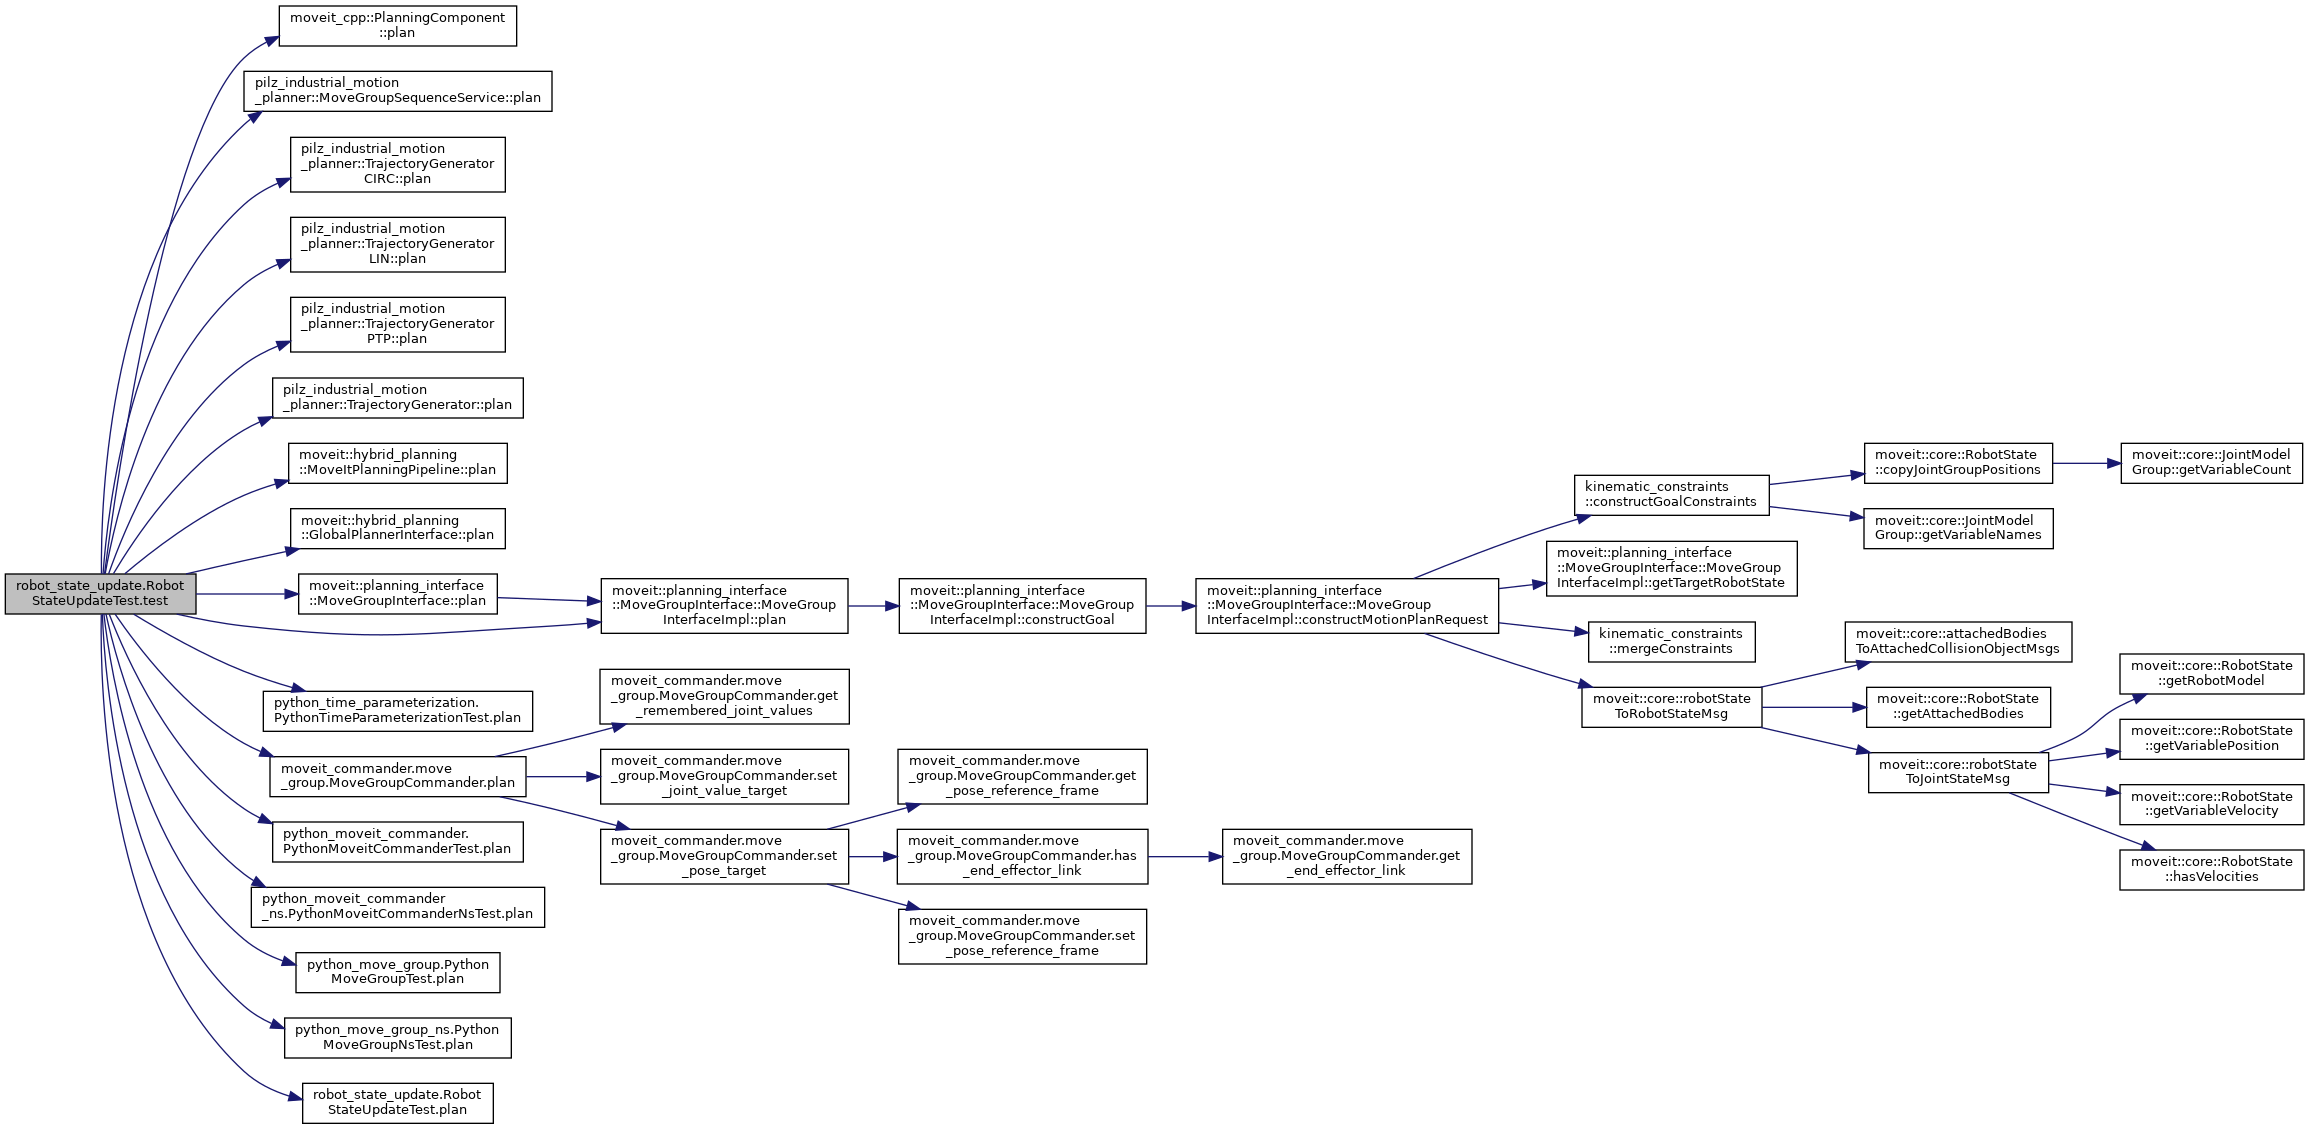 moveit_cpp::PlanningComponent
::plan
pilz_industrial_motion
_planner::MoveGroupSequenceService::plan
pilz_industrial_motion
_planner::TrajectoryGenerator
CIRC::plan
pilz_industrial_motion
_planner::TrajectoryGenerator
LIN::plan
pilz_industrial_motion
_planner::TrajectoryGenerator
PTP::plan
pilz_industrial_motion
_planner::TrajectoryGenerator::plan
moveit::hybrid_planning
::MoveItPlanningPipeline::plan
moveit::hybrid_planning
::GlobalPlannerInterface::plan
robot_state_update.Robot
StateUpdateTest.test
moveit::planning_interface
::MoveGroupInterface::plan
python_time_parameterization.
PythonTimeParameterizationTest.plan
moveit_commander.move
_group.MoveGroupCommander.plan
python_moveit_commander.
PythonMoveitCommanderTest.plan
python_moveit_commander
_ns.PythonMoveitCommanderNsTest.plan
python_move_group.Python
MoveGroupTest.plan
python_move_group_ns.Python
MoveGroupNsTest.plan
robot_state_update.Robot
StateUpdateTest.plan
moveit::planning_interface
::MoveGroupInterface::MoveGroup
InterfaceImpl::plan
moveit_commander.move
_group.MoveGroupCommander.get
_remembered_joint_values
moveit_commander.move
_group.MoveGroupCommander.set
_joint_value_target
moveit_commander.move
_group.MoveGroupCommander.set
_pose_target
moveit::planning_interface
::MoveGroupInterface::MoveGroup
InterfaceImpl::constructGoal
moveit_commander.move
_group.MoveGroupCommander.get
_pose_reference_frame
moveit_commander.move
_group.MoveGroupCommander.has
_end_effector_link
moveit_commander.move
_group.MoveGroupCommander.set
_pose_reference_frame
moveit::planning_interface
::MoveGroupInterface::MoveGroup
InterfaceImpl::constructMotionPlanRequest
moveit_commander.move
_group.MoveGroupCommander.get
_end_effector_link
kinematic_constraints
::constructGoalConstraints
moveit::planning_interface
::MoveGroupInterface::MoveGroup
InterfaceImpl::getTargetRobotState
kinematic_constraints
::mergeConstraints
moveit::core::robotState
ToRobotStateMsg
moveit::core::RobotState
::copyJointGroupPositions
moveit::core::JointModel
Group::getVariableNames
moveit::core::attachedBodies
ToAttachedCollisionObjectMsgs
moveit::core::RobotState
::getAttachedBodies
moveit::core::robotState
ToJointStateMsg
moveit::core::JointModel
Group::getVariableCount
moveit::core::RobotState
::getRobotModel
moveit::core::RobotState
::getVariablePosition
moveit::core::RobotState
::getVariableVelocity
moveit::core::RobotState
::hasVelocities